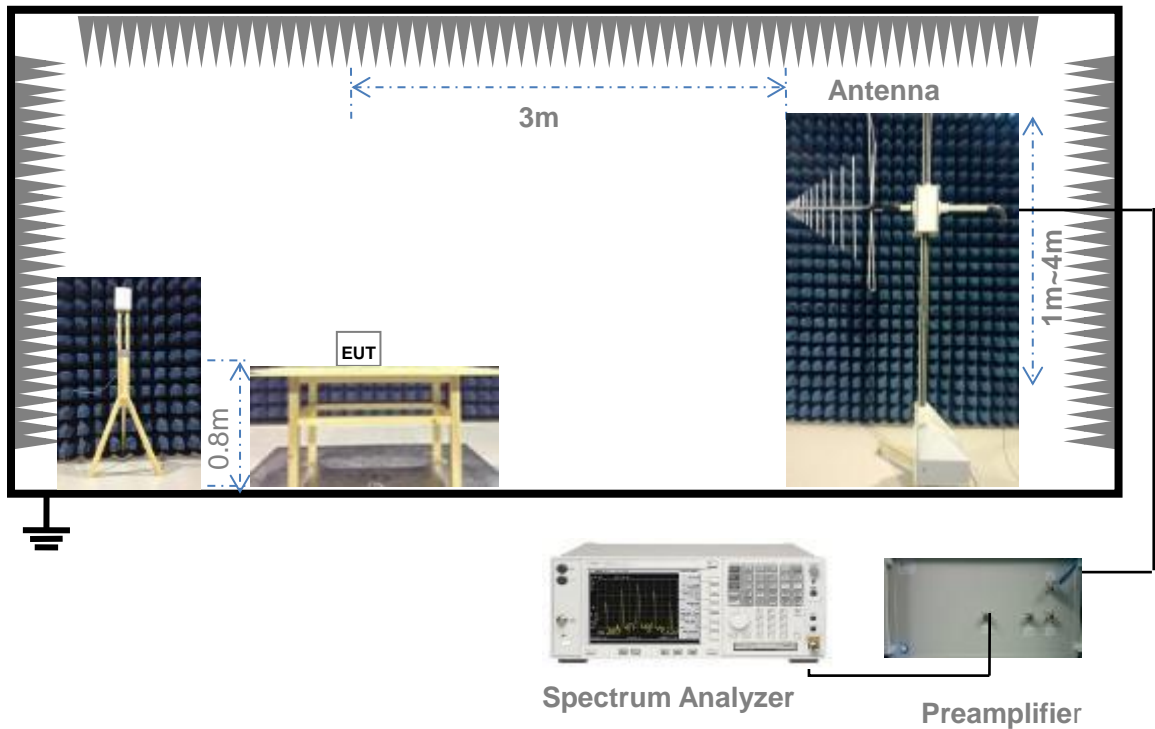 Antenna
3m
1m~4m
EUT
0.8m
Spectrum Analyzer
Preamplifier